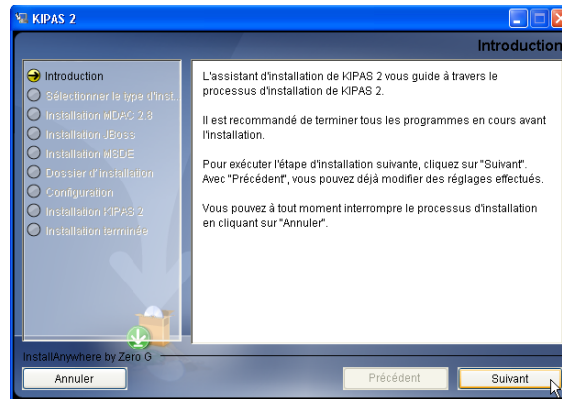 KIPAS 2
Introduction
Introduction
Sélectionner le type d'inst..
Installation MDAC 2.8
Installation JBoss
Installation MSDE
Dossier d'installation
Configuration
Installation KIPAS 2
Installation terminée
L'assistant d'installation de KIPAS 2 vous guide à travers le
processus d'installation de KIPAS 2.
Il est recommandé de terminer tous les programmes en cours avant
l'installation.
Pour exécuter l'étape d'installation suivante, cliquez sur "Suivant".
Avec "Précédent", vous pouvez déjà modifier des réglages effectués.
Vous pouvez à tout moment interrompre le processus d'installation
en cliquant sur "Annuler".
InstallAnywhere by Zero G
Annuler
Précédent
Suivant